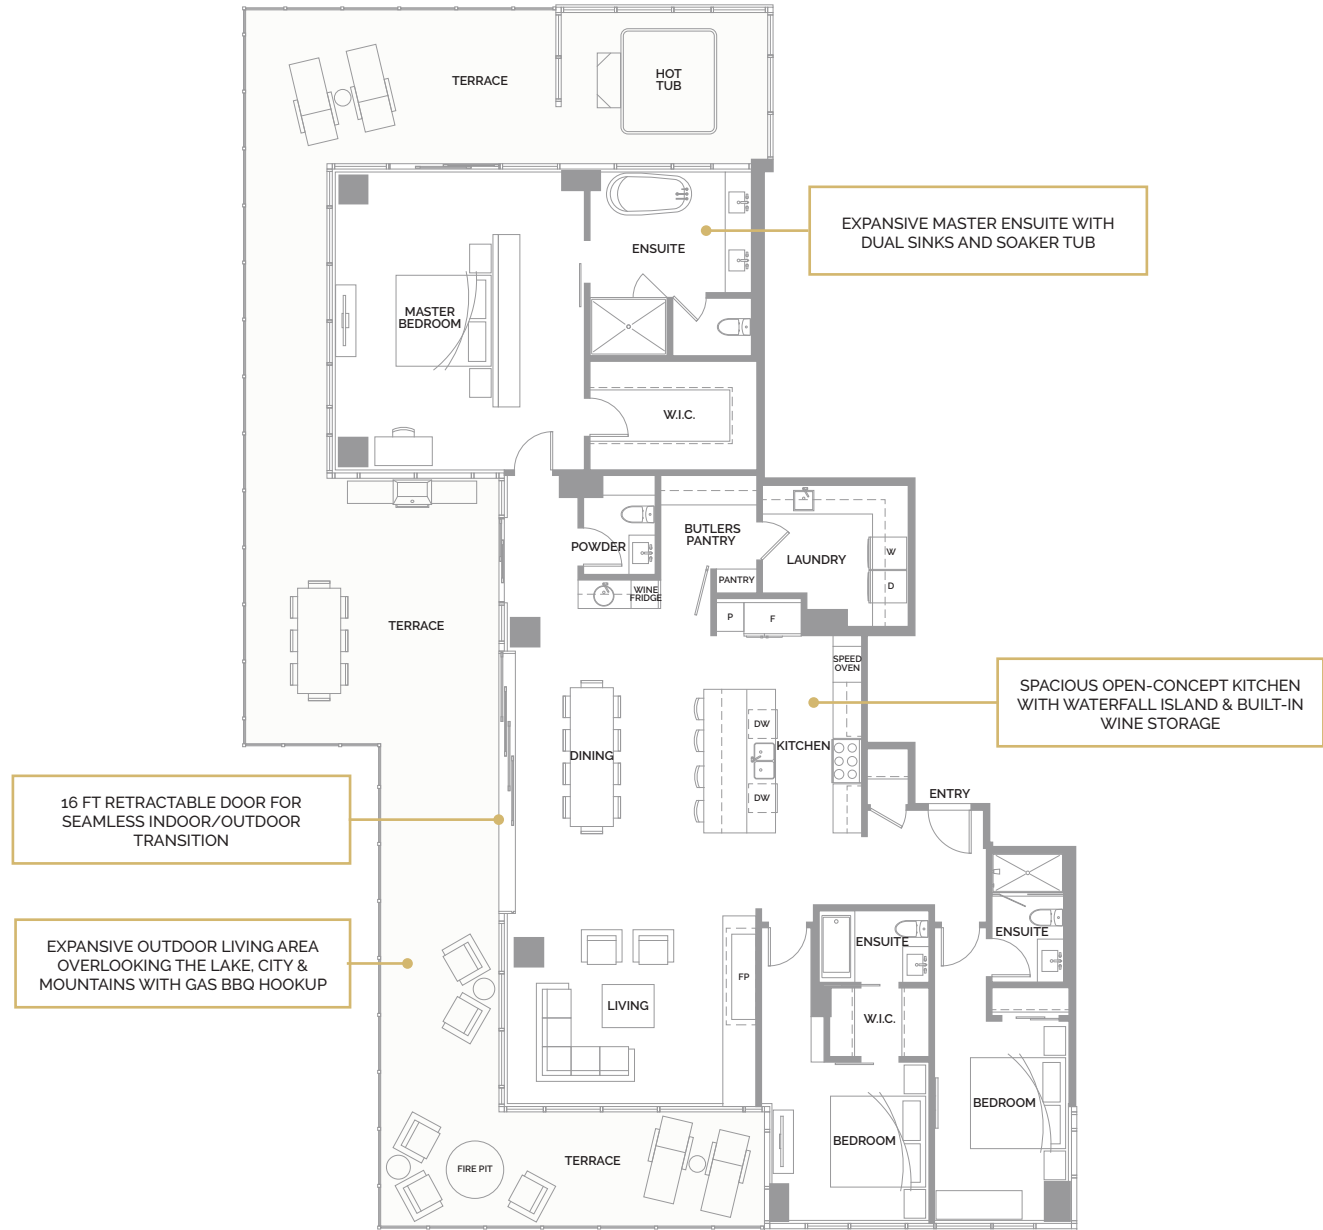 TERRACE
HOT
TUB
EXPANSIVE MASTER ENSUITE WITH
DUAL SINKS AND SOAKER TUB
ENSUITE
MASTER
BEDROOM
W.I.C.
POWDER
BUTLERS
PANTRY
LAUNDRY
W
D
PANTRY
WINE
FRIDGE
P
F
TERRACE
SPEED
OVEN
SPACIOUS OPEN-CONCEPT KITCHEN
WITH WATERFALL ISLAND & BUILT-IN
WINE STORAGE
DW
KITCHEN
DINING
DW
ENTRY
16 FT RETRACTABLE DOOR FOR
SEAMLESS INDOOR/OUTDOOR
TRANSITION
EXPANSIVE OUTDOOR LIVING AREA
OVERLOOKING THE LAKE, CITY &
MOUNTAINS WITH GAS BBQ HOOKUP
ENSUITE
ENSUITE
FP
LIVING
W.I.C.
BEDROOM
BEDROOM
TERRACE
FIRE PIT